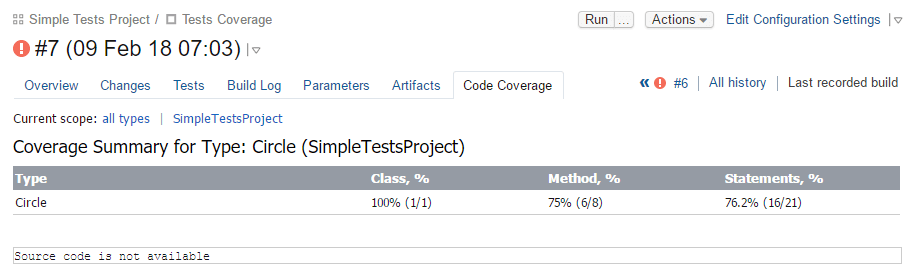 Simple Tests Project / Tests Coverage
Run ... Actions Edit Configuration Settings
#7 (09 Feb 18 07:03)
Overview Changes Tests Build Log Parameters Artifacts Code Coverage
« #6 All history Last recorded build
Current scope: all types | SimpleTestsProject
Coverage Summary for Type: Circle (SimpleTestsProject)
Type Class, % Method, % Statements, %
Circle 100% (1/1) 75% (6/8) 76.2% (16/21)
Source code is not available